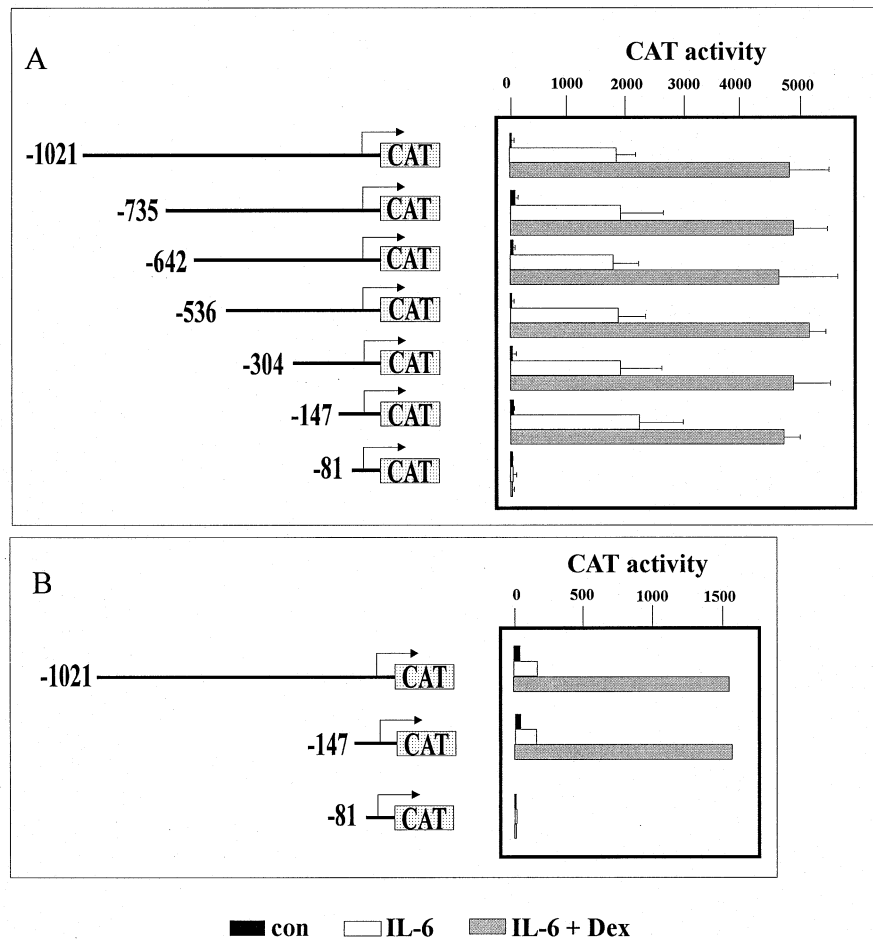 A
CAT activity
0 1000 2000 3000 4000 5000
-1021 CAT
-735 CAT
-642 CAT
-536 CAT
-304 CAT
-147 CAT
-81 CAT
B
CAT activity
0 500 1000 1500
-1021 CAT
-147 CAT
-81 CAT
con IL-6 IL-6 + Dex